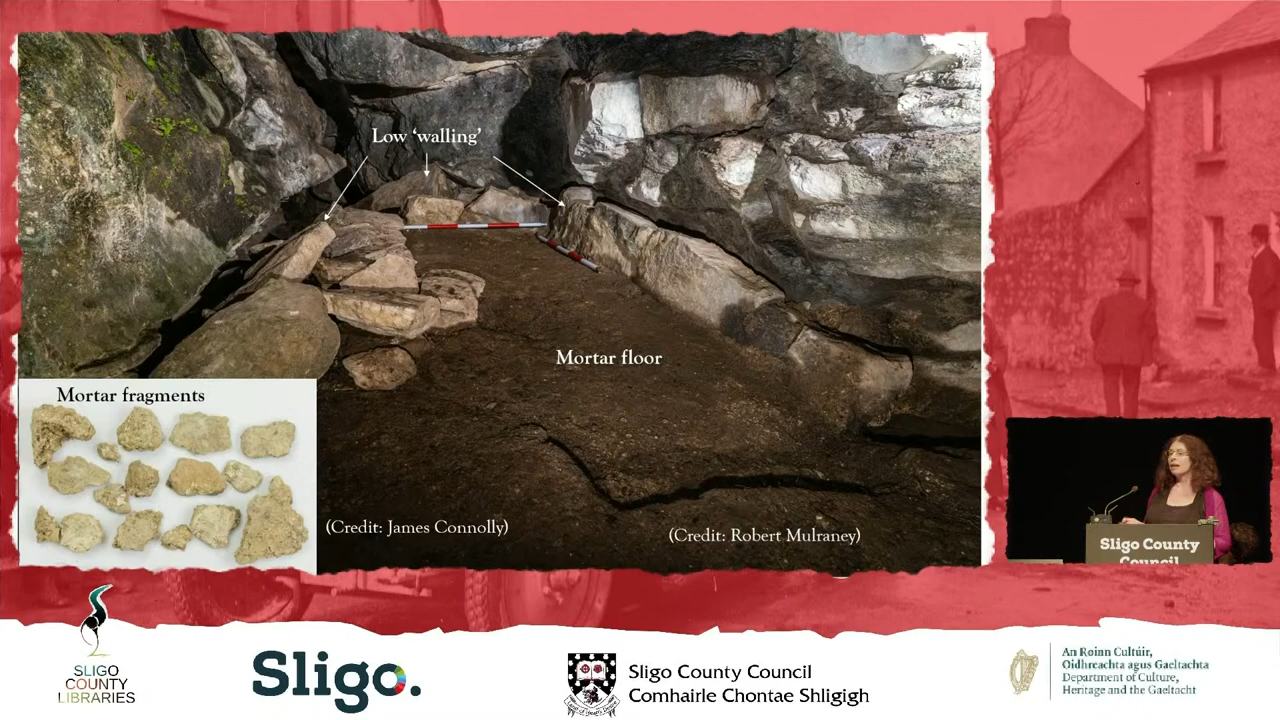 Low ‘walling’
Mortar floor
Mortar fragments
(Credit: James Connolly)
(Credit: Robert Mulraney)
Sligo County
Council
SLIGO
COUNTY
LIBRARIES
Sligo.
Sligo County Council
Comhairle Chontae Shligigh
An Roinn Cultúir,
Oidhreachta agus Gaeltachta
Department of Culture,
Heritage and the Gaeltacht